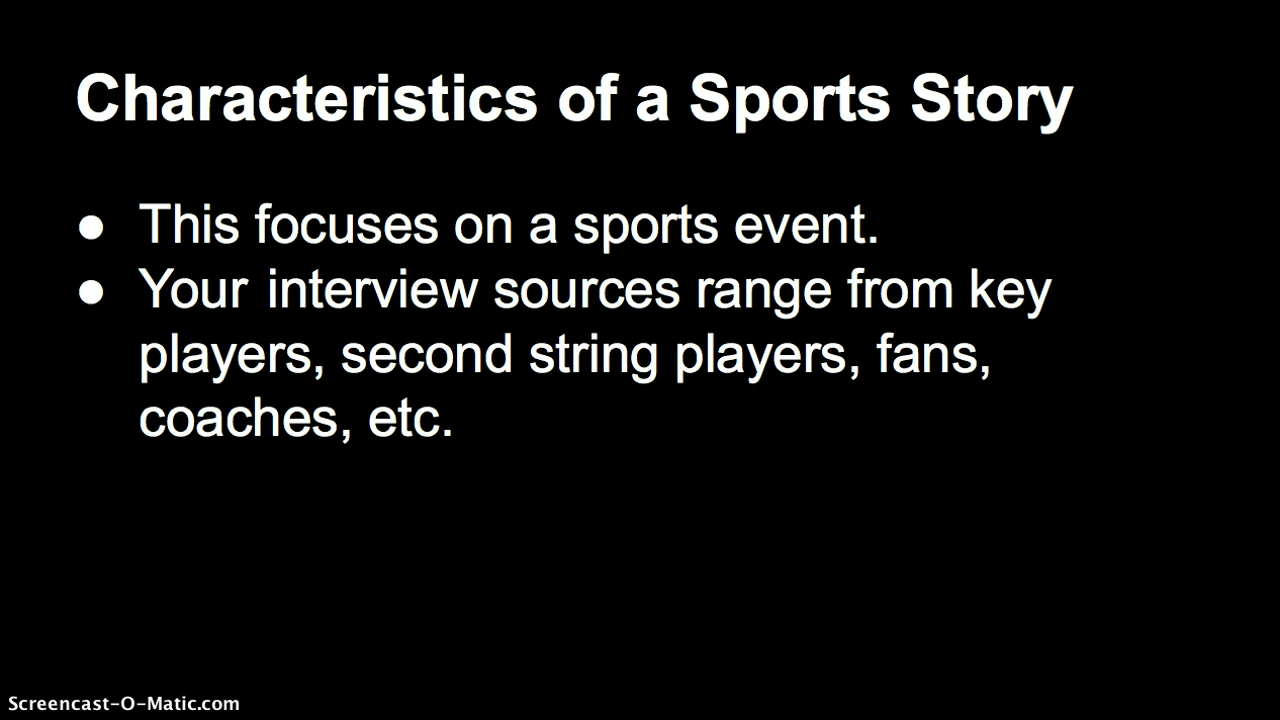 Characteristics of a Sports Story
● This focuses on a sports event.
● Your interview sources range from key
players, second string players, fans,
coaches, etc.
Screencast-O-Matic.com